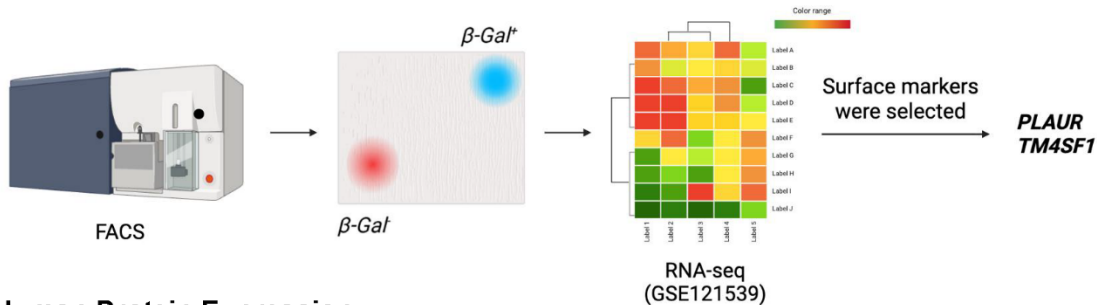 Color range
β-Gal⁺
Label A
Label B
Label C
Label D
Label E
Label F
Label G
Label H
Label I
Label J
Label 1
Label 2
Label 3
Label 4
Label 5
Surface markers
were selected
PLAUR
TM4SF1
FACS
β-Gal⁻
RNA-seq
(GSE121539)